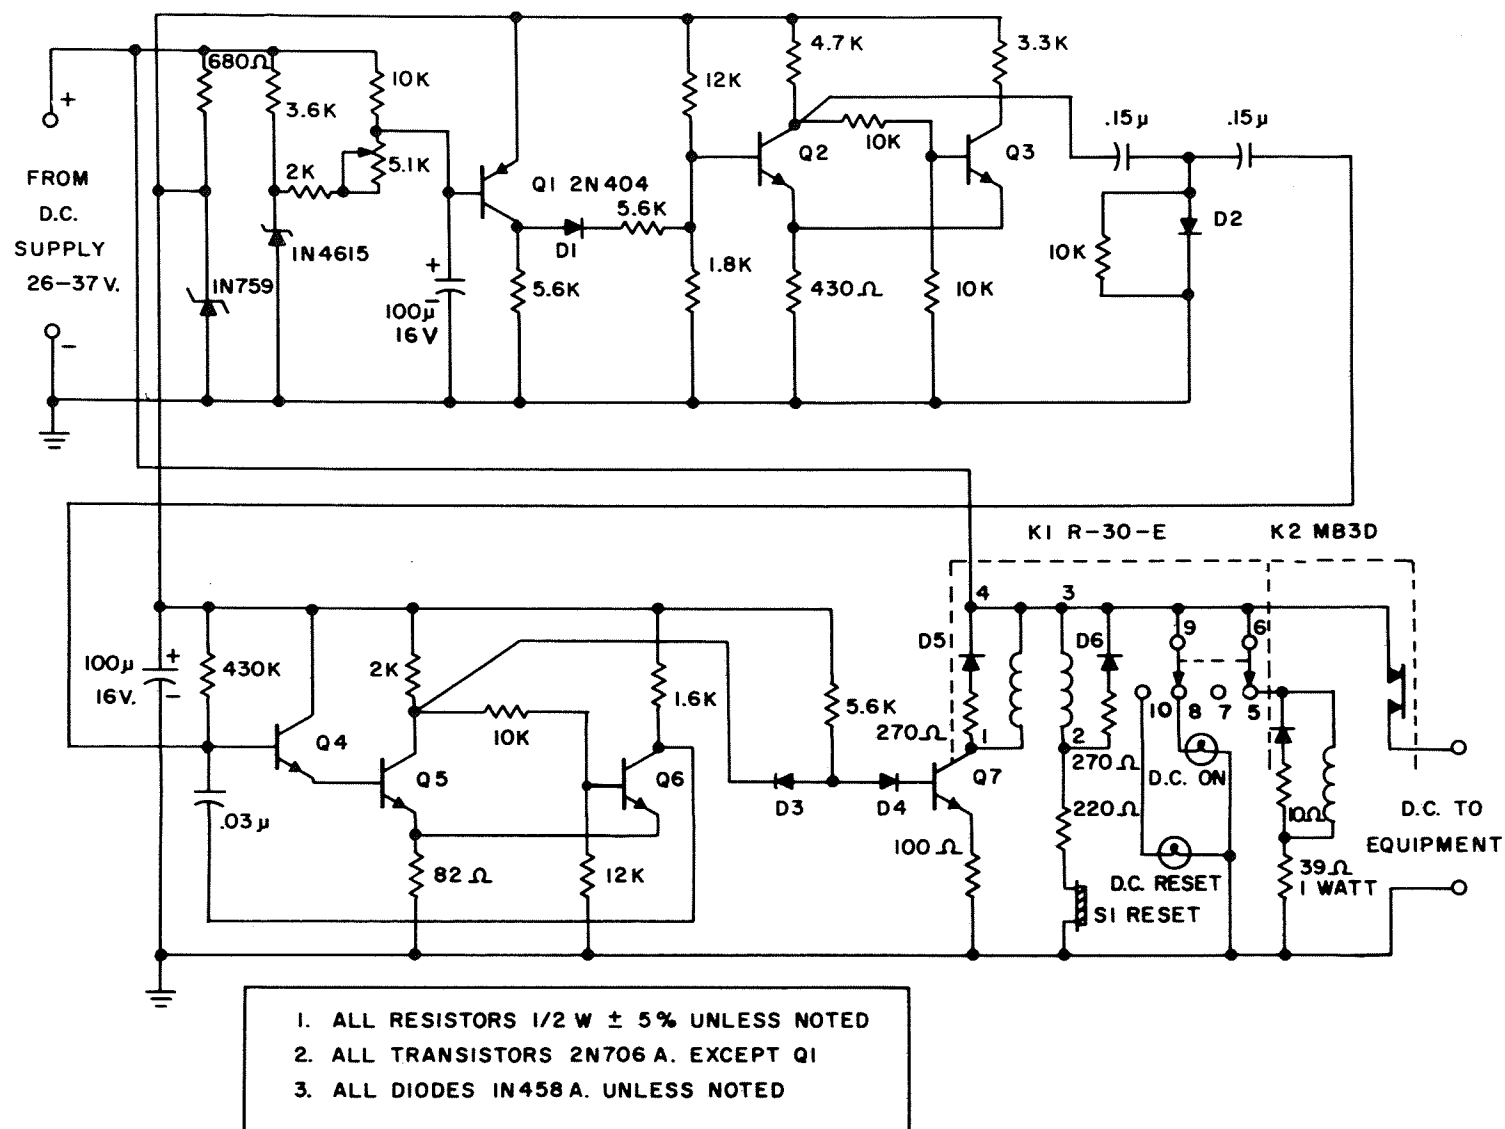 680Ω
3.6K
10K
2K
5.1K
12K
4.7K
3.3K
+
FROM
D.C.
SUPPLY
26–37 V.
–
1N759
1N4615
+
–
100µ
16V
Q1 2N404
D1
5.6K
5.6K
1.8K
Q2
10K
Q3
430Ω
10K
.15µ
.15µ
10K
D2
K1 R-30-E
K2 MB3D
100µ
16V.
+
–
430K
.03µ
Q4
2K
Q5
82Ω
10K
12K
Q6
1.6K
5.6K
D3
D4
Q7
100Ω
D5
270Ω
4
1
3
2
D6
270Ω
220Ω
S1 RESET
9
6
10
8
7
5
D.C. ON
D.C. RESET
10Ω
39Ω
1 WATT
D.C. TO
EQUIPMENT
1. ALL RESISTORS 1/2 W ± 5% UNLESS NOTED
2. ALL TRANSISTORS 2N706 A. EXCEPT Q1
3. ALL DIODES 1N458 A. UNLESS NOTED